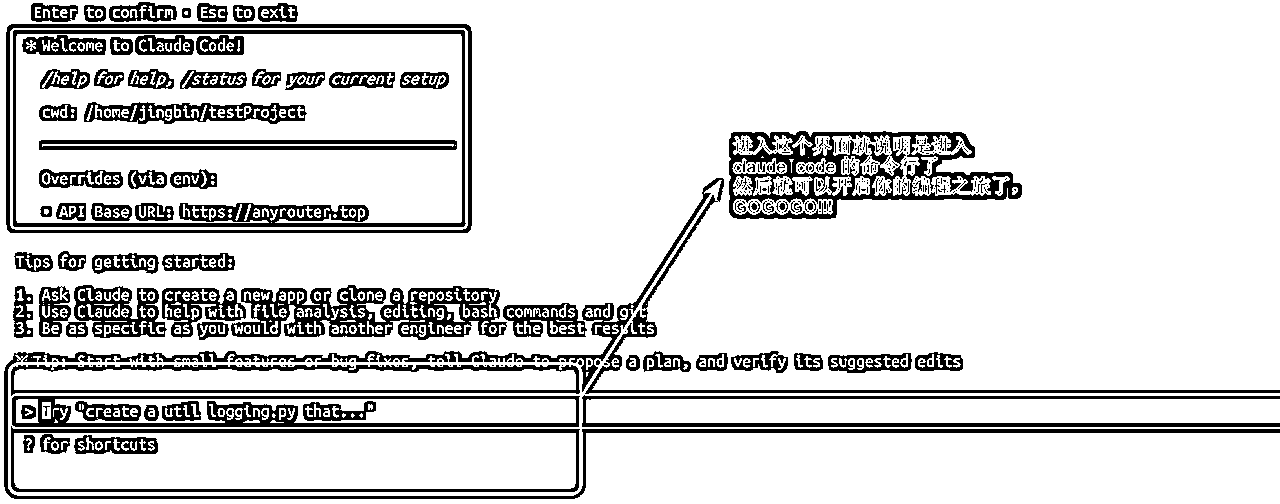 Enter to confirm · Esc to exit
* Welcome to Claude Code!
/help for help, /status for your current setup
cwd: /home/jingbin/testProject
Overrides (via env):
• API Base URL: https://anyrouter.top
进入这个界面就说明是进入
claude code 的命令行了
然后就可以开启你的编程之旅了,
GOGOGO!!!
Tips for getting started:
1. Ask Claude to create a new app or clone a repository
2. Use Claude to help with file analysis, editing, bash commands and git
3. Be as specific as you would with another engineer for the best results
※ Tip: Start with small features or bug fixes, tell Claude to propose a plan, and verify its suggested edits
> Try "create a util logging.py that..."
? for shortcuts